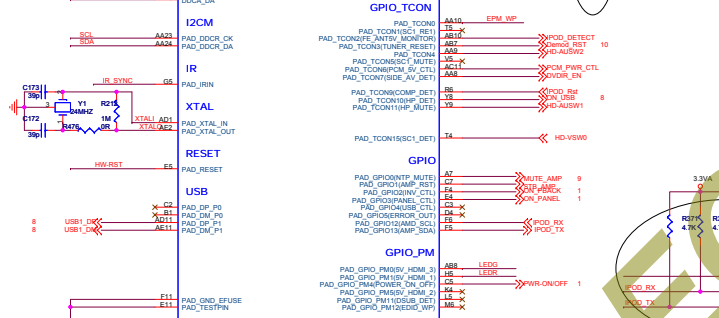 DDCA_DA
I2CM
SCL AA23 PAD_DDCR_CK
SDA AA24 PAD_DDCR_DA
IR
IR_SYNC G5 PAD_IRIN
XTAL
C173
39p
3
Y1
24MHZ
R212
1M
XTALI AD1 PAD_XTAL_IN
C172
39p
R476
0R
AE2 PAD_XTAL_OUT
RESET
HW-RST E5 PAD_RESET
USB
C2 PAD_DP_P0
B1 PAD_DM_P0
8 AD11 PAD_DP_P1
8 AE11 PAD_DM_P1
F11 PAD_GND_EFUSE
E11 PAD_TESTPIN
GPIO_TCON
PAD_TCON0 AA10 EPM_WP
PAD_TCON1(SC1_RE1) T5
PAD_TCON2(FE_ANT5V_MONITOR) AB10 IPOD_DETECT
PAD_TCON3(TUNER_RESET) AB7 Demod_RST 10
PAD_TCON4 AA9 HD-AUSW2
PAD_TCON5(SC1_MUTE) V5
PAD_TCON6(PCM_5V_CTL) AC11 PCM_PWR_CTL
PAD_TCON7(SIDE_AV_DET) AA8 DVDIR_EN
PAD_TCON9(COMP_DET) R6 IPOD_Rst
PAD_TCON10(HP_DET) Y8 ON_USB 8
PAD_TCON11(HP_MUTE) Y9 HD-AUSW1
PAD_TCON15(SC1_DET) T4 HD-VSW0
GPIO
PAD_GPIO0(NTP_MUTE) A7 MUTE_AMP 9
PAD_GPIO1(AMP_RST) C7 STB_AMP
PAD_GPIO2(INV_CTL) E4 ON_PBACK 1
PAD_GPIO3(PANEL_CTL) F4 ON_PANEL 1
PAD_GPIO4(USB_CTL) C3
PAD_GPIO5(ERROR_OUT) D4
PAD_GPIO12(AMD_SCL) F6 IPOD_RX
PAD_GPIO13(AMP_SDA) F5 IPOD_TX
GPIO_PM
PAD_GPIO_PM0(5V_HDMI_3) AB8 LEDG
PAD_GPIO_PM1(5V_HDMI_1) H5 LEDR
PAD_GPIO_PM4(POWER_ON_OFF) C5 PWR-ON/OFF 1
PAD_GPIO_PM5(5V_HDMI_2) K4
PAD_GPIO_PM11(DSUB_DET) L5
PAD_GPIO_PM12(EDID_WP) M6
3.3VA
R371
4.7K
IPOD_RX
IPOD_TX